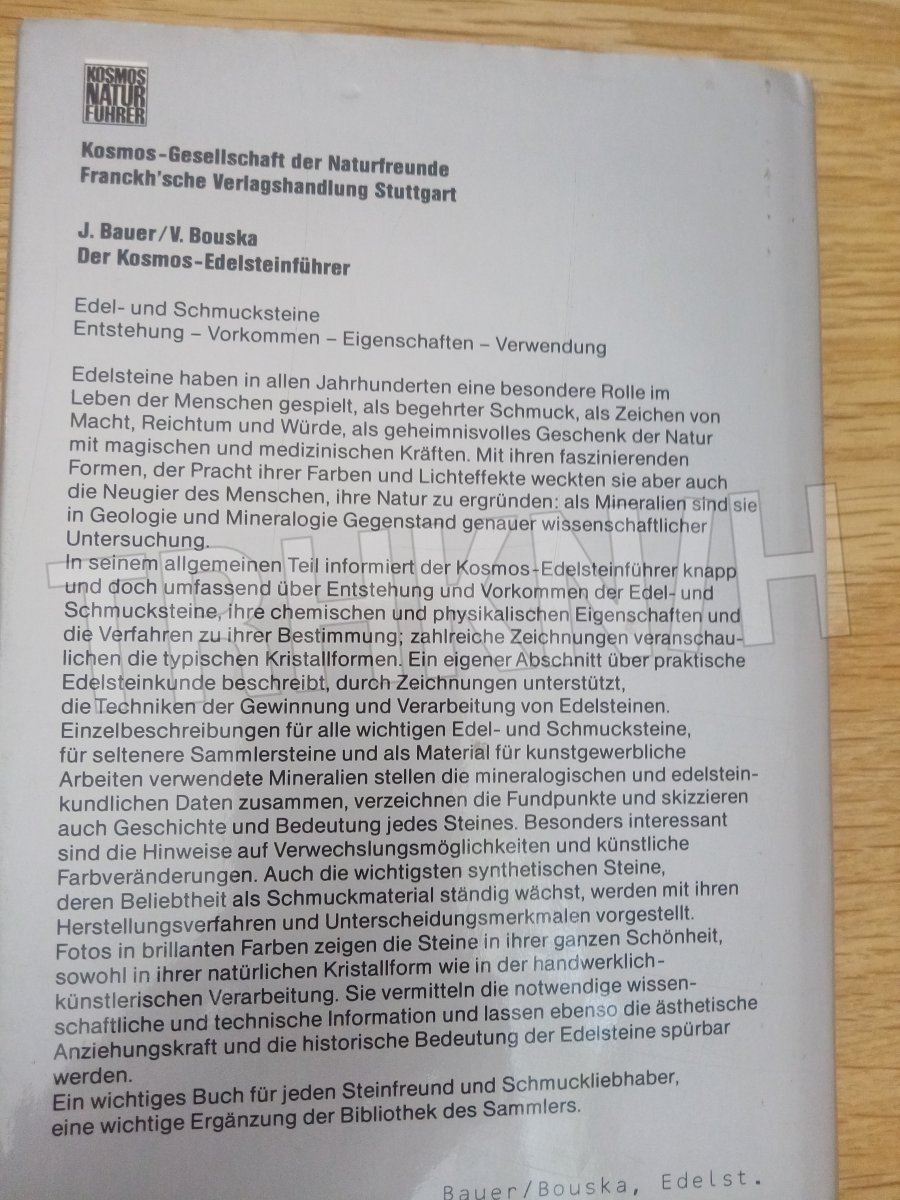 KOSMOS
NATUR
FÜHRER
Kosmos-Gesellschaft der Naturfreunde
Franckh'sche Verlagshandlung Stuttgart
J. Bauer/V. Bouska
Der Kosmos-Edelsteinführer
Edel- und Schmucksteine
Entstehung – Vorkommen – Eigenschaften – Verwendung
Edelsteine haben in allen Jahrhunderten eine besondere Rolle im
Leben der Menschen gespielt, als begehrter Schmuck, als Zeichen von
Macht, Reichtum und Würde, als geheimnisvolles Geschenk der Natur
mit magischen und medizinischen Kräften. Mit ihren faszinierenden
Formen, der Pracht ihrer Farben und Lichteffekte weckten sie aber auch
die Neugier des Menschen, ihre Natur zu ergründen: als Mineralien sind sie
in Geologie und Mineralogie Gegenstand genauer wissenschaftlicher
Untersuchung.
In seinem allgemeinen Teil informiert der Kosmos-Edelsteinführer knapp
und doch umfassend über Entstehung und Vorkommen der Edel- und
Schmucksteine, ihre chemischen und physikalischen Eigenschaften und
die Verfahren zu ihrer Bestimmung; zahlreiche Zeichnungen veranschau-
lichen die typischen Kristallformen. Ein eigener Abschnitt über praktische
Edelsteinkunde beschreibt, durch Zeichnungen unterstützt,
die Techniken der Gewinnung und Verarbeitung von Edelsteinen.
Einzelbeschreibungen für alle wichtigen Edel- und Schmucksteine,
für seltenere Sammlersteine und als Material für kunstgewerbliche
Arbeiten verwendete Mineralien stellen die mineralogischen und edelstein-
kundlichen Daten zusammen, verzeichnen die Fundpunkte und skizzieren
auch Geschichte und Bedeutung jedes Steines. Besonders interessant
sind die Hinweise auf Verwechslungsmöglichkeiten und künstliche
Farbveränderungen. Auch die wichtigsten synthetischen Steine,
deren Beliebtheit als Schmuckmaterial ständig wächst, werden mit ihren
Herstellungsverfahren und Unterscheidungsmerkmalen vorgestellt.
Fotos in brillanten Farben zeigen die Steine in ihrer ganzen Schönheit,
sowohl in ihrer natürlichen Kristallform wie in der handwerklich-
künstlerischen Verarbeitung. Sie vermitteln die notwendige wissen-
schaftliche und technische Information und lassen ebenso die ästhetische
Anziehungskraft und die historische Bedeutung der Edelsteine spürbar
werden.
Ein wichtiges Buch für jeden Steinfreund und Schmuckliebhaber,
eine wichtige Ergänzung der Bibliothek des Sammlers.
Bauer/Bouska, Edelst.